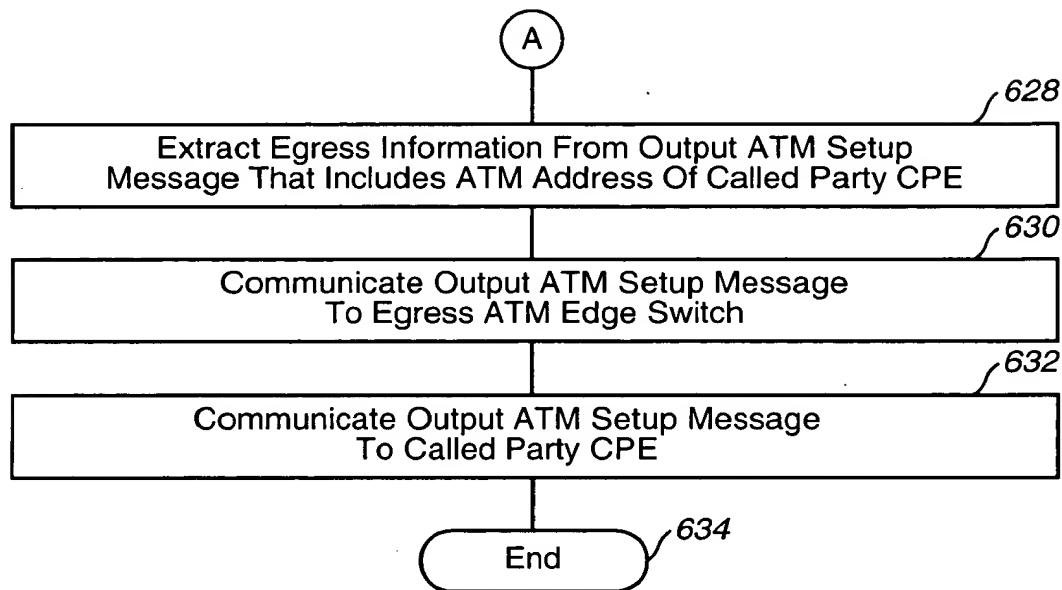 A
628
Extract Egress Information From Output ATM Setup
Message That Includes ATM Address Of Called Party CPE
630
Communicate Output ATM Setup Message
To Egress ATM Edge Switch
632
Communicate Output ATM Setup Message
To Called Party CPE
634
End